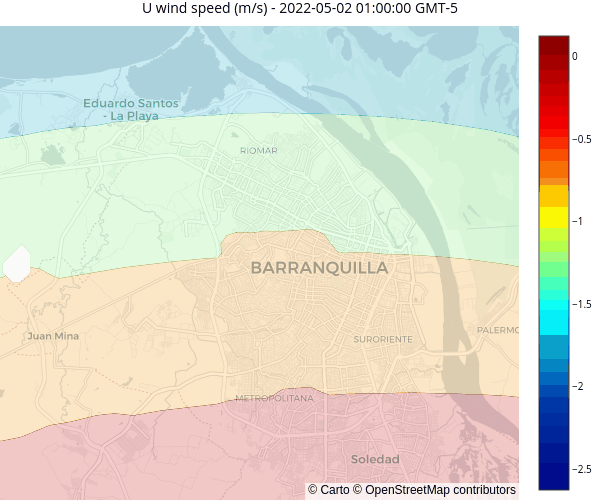 U wind speed (m/s) - 2022-05-02 01:00:00 GMT-5
0
−0.5
−1
−1.5
−2
−2.5
Eduardo Santos
- La Playa
RIOMAR
BARRANQUILLA
Juan Mina
SURORIENTE
PALERMO
METROPOLITANA
Soledad
© Carto © OpenStreetMap contributors